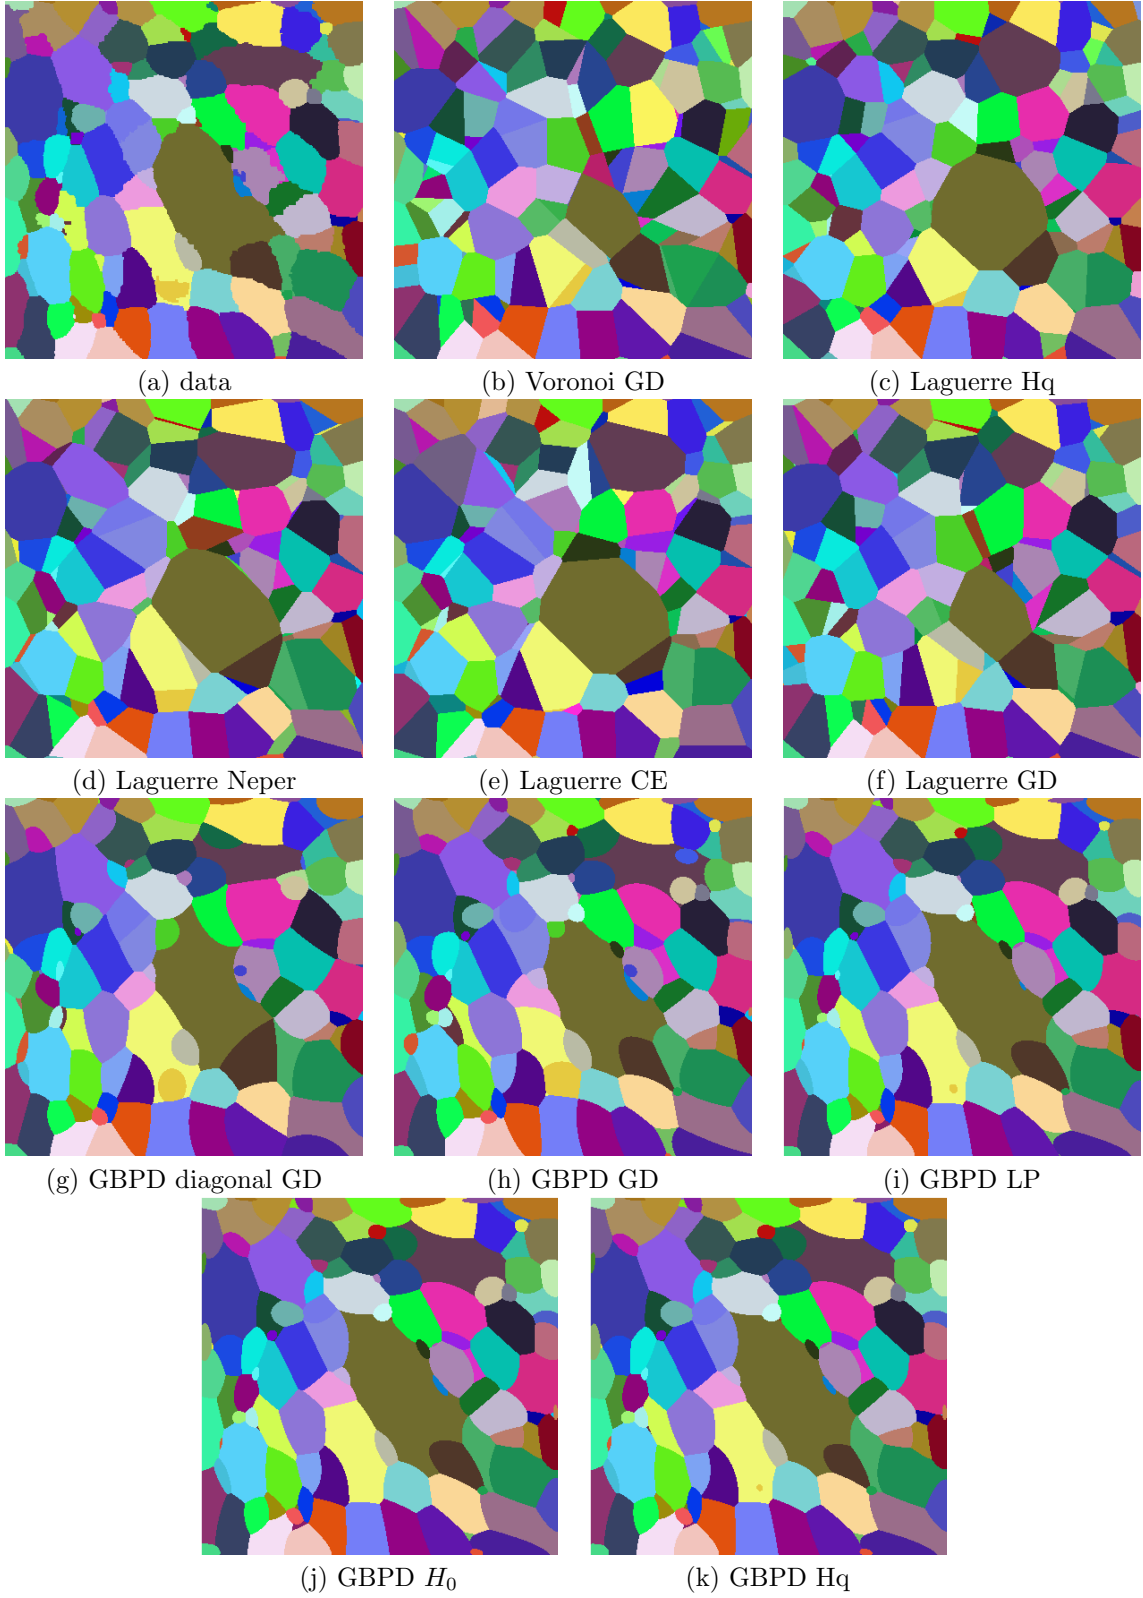 (a) data
(b) Voronoi GD
(c) Laguerre Hq
(d) Laguerre Neper
(e) Laguerre CE
(f) Laguerre GD
(g) GBPD diagonal GD
(h) GBPD GD
(i) GBPD LP
(j) GBPD H₀
(k) GBPD Hq